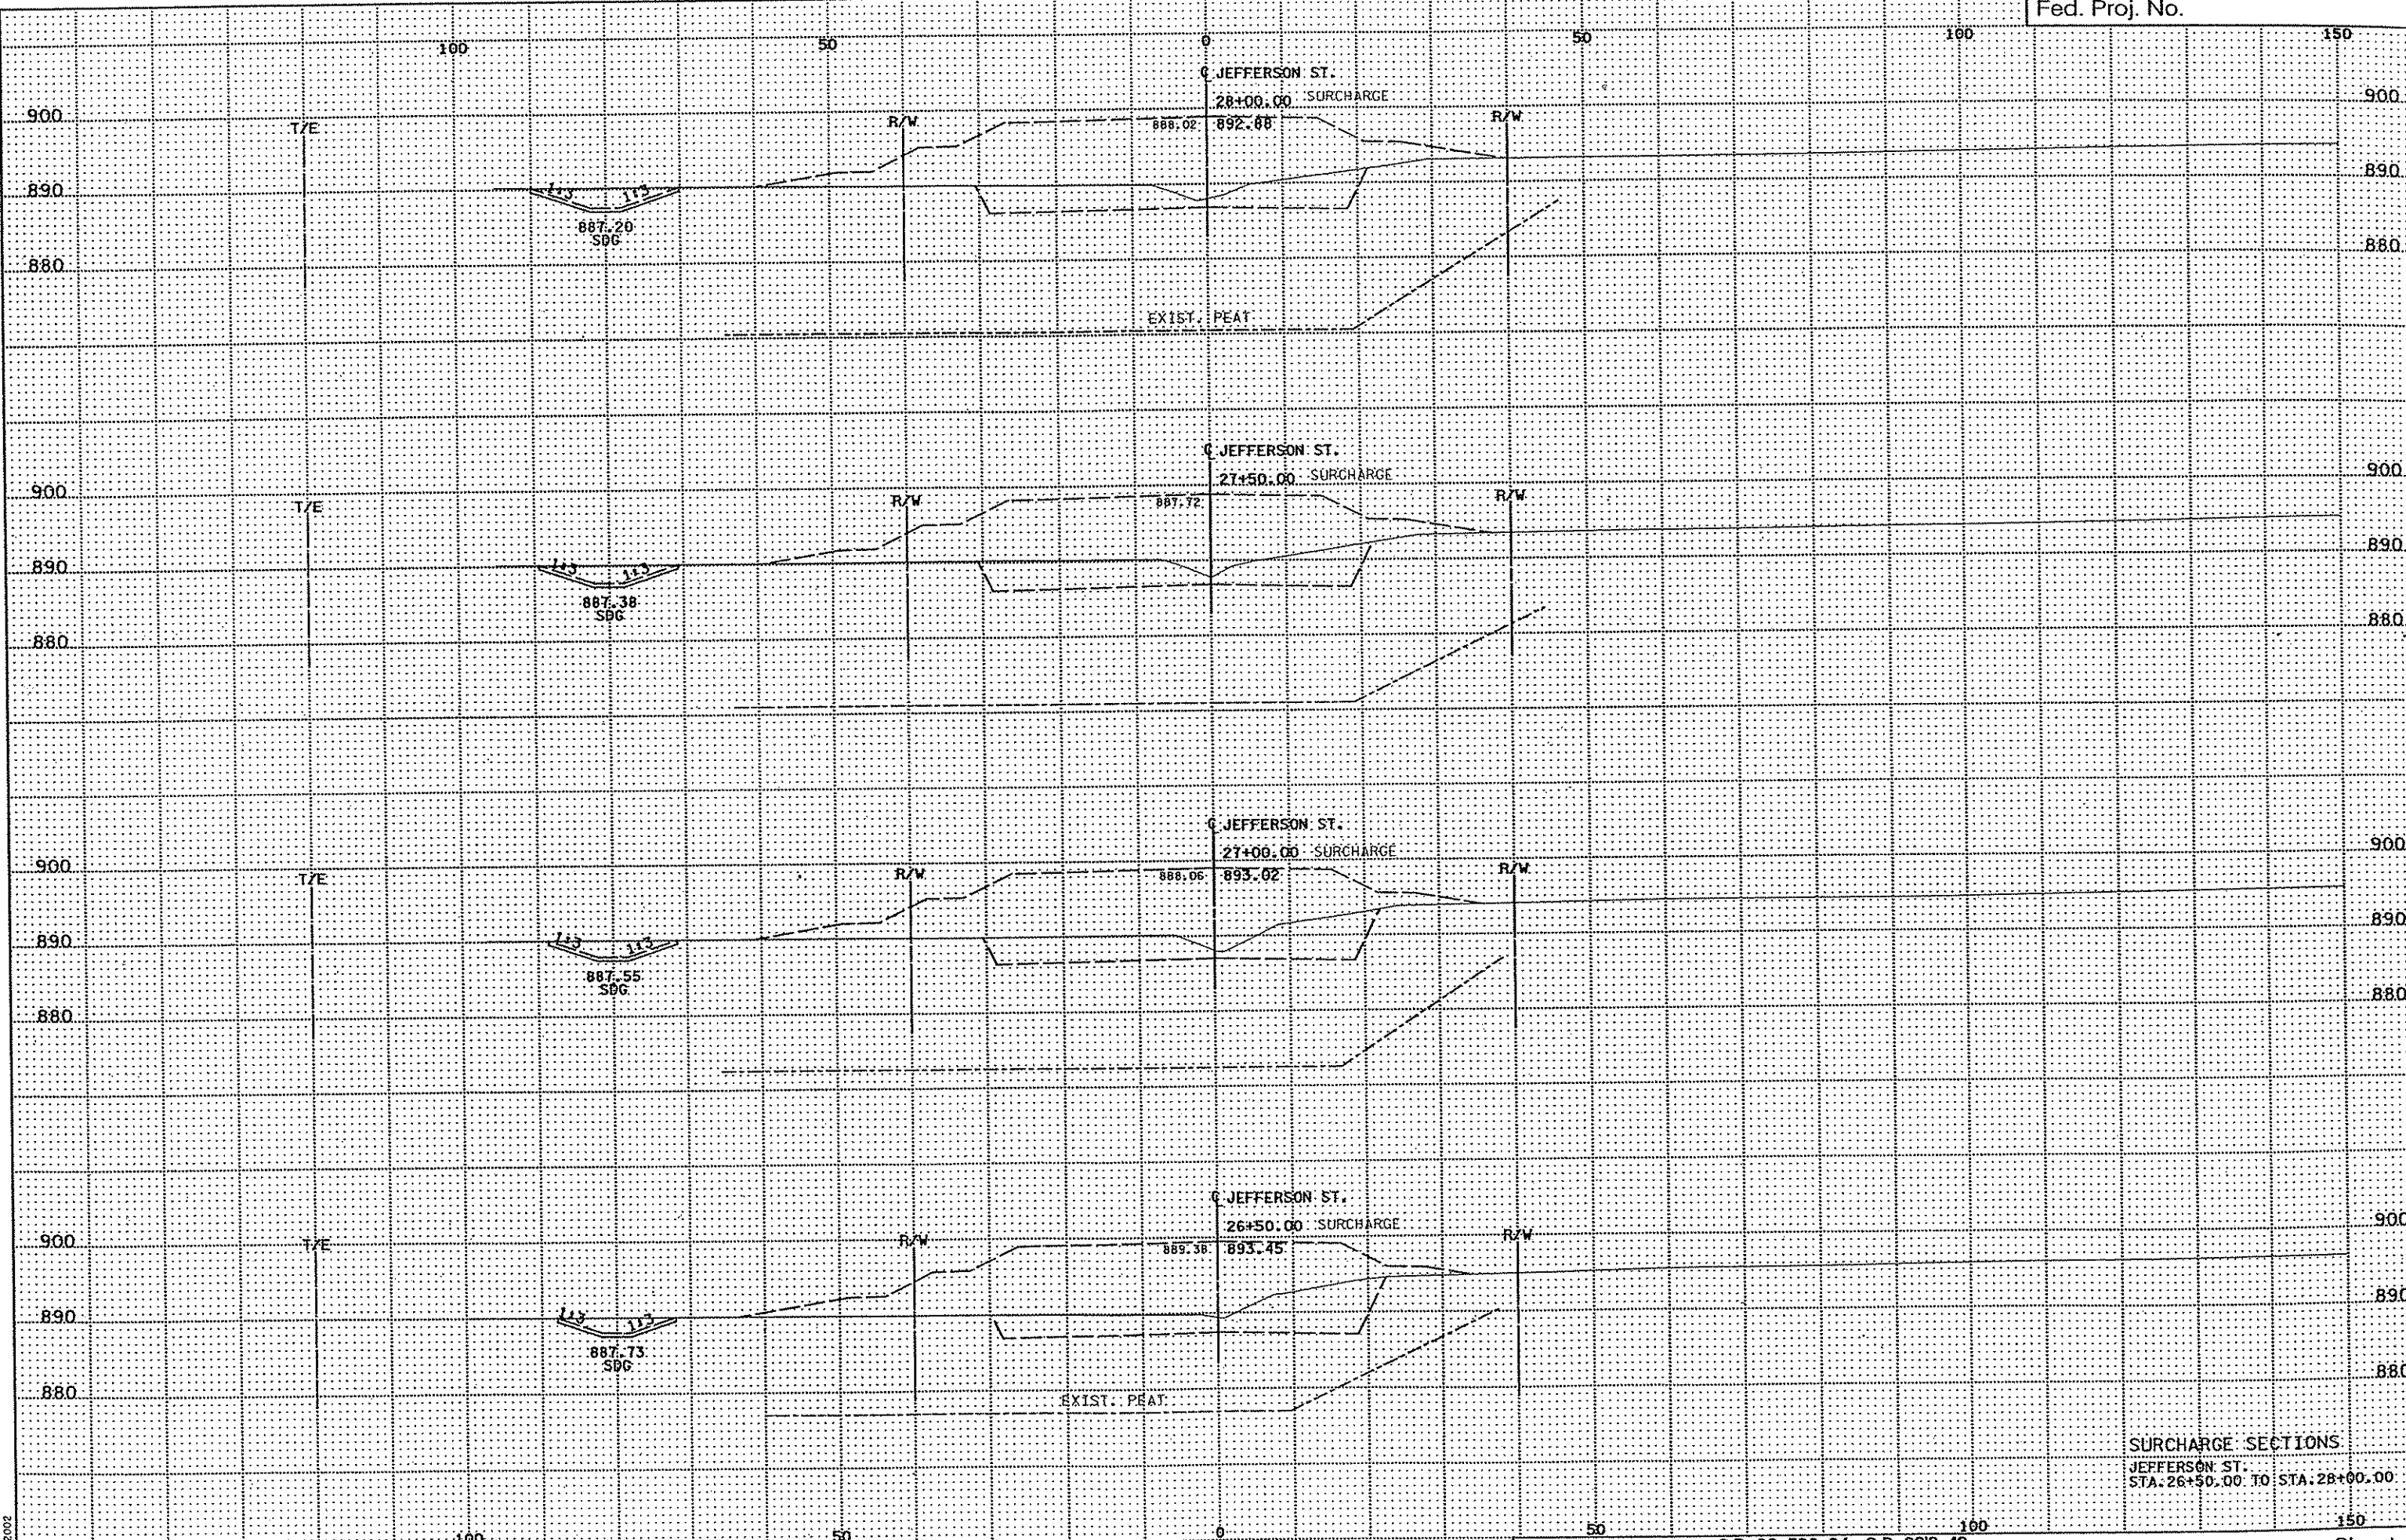 Fed. Proj. No.
100 50 0 50 100 150
℄ JEFFERSON ST.
28+00.00 SURCHARGE
900 T/E R/W 888.02 892.88 R/W 900
890 1:3 1:3 890
887.20
SDG
880 880
EXIST. PEAT
℄ JEFFERSON ST.
27+50.00 SURCHARGE
900 T/E R/W 887.72 R/W 900
890 1:3 1:3 890
887.38
SDG
880 880
℄ JEFFERSON ST.
27+00.00 SURCHARGE
900 T/E R/W 888.06 893.02 R/W 900
890 1:3 1:3 890
887.55
SDG
880 880
℄ JEFFERSON ST.
26+50.00 SURCHARGE
900 T/E R/W 889.38 893.45 R/W 900
890 1:3 1:3 890
887.73
SDG
880 880
EXIST. PEAT
SURCHARGE SECTIONS
JEFFERSON ST.
STA.26+50.00 TO STA.28+00.00
2002
100 50 0 50 100 150